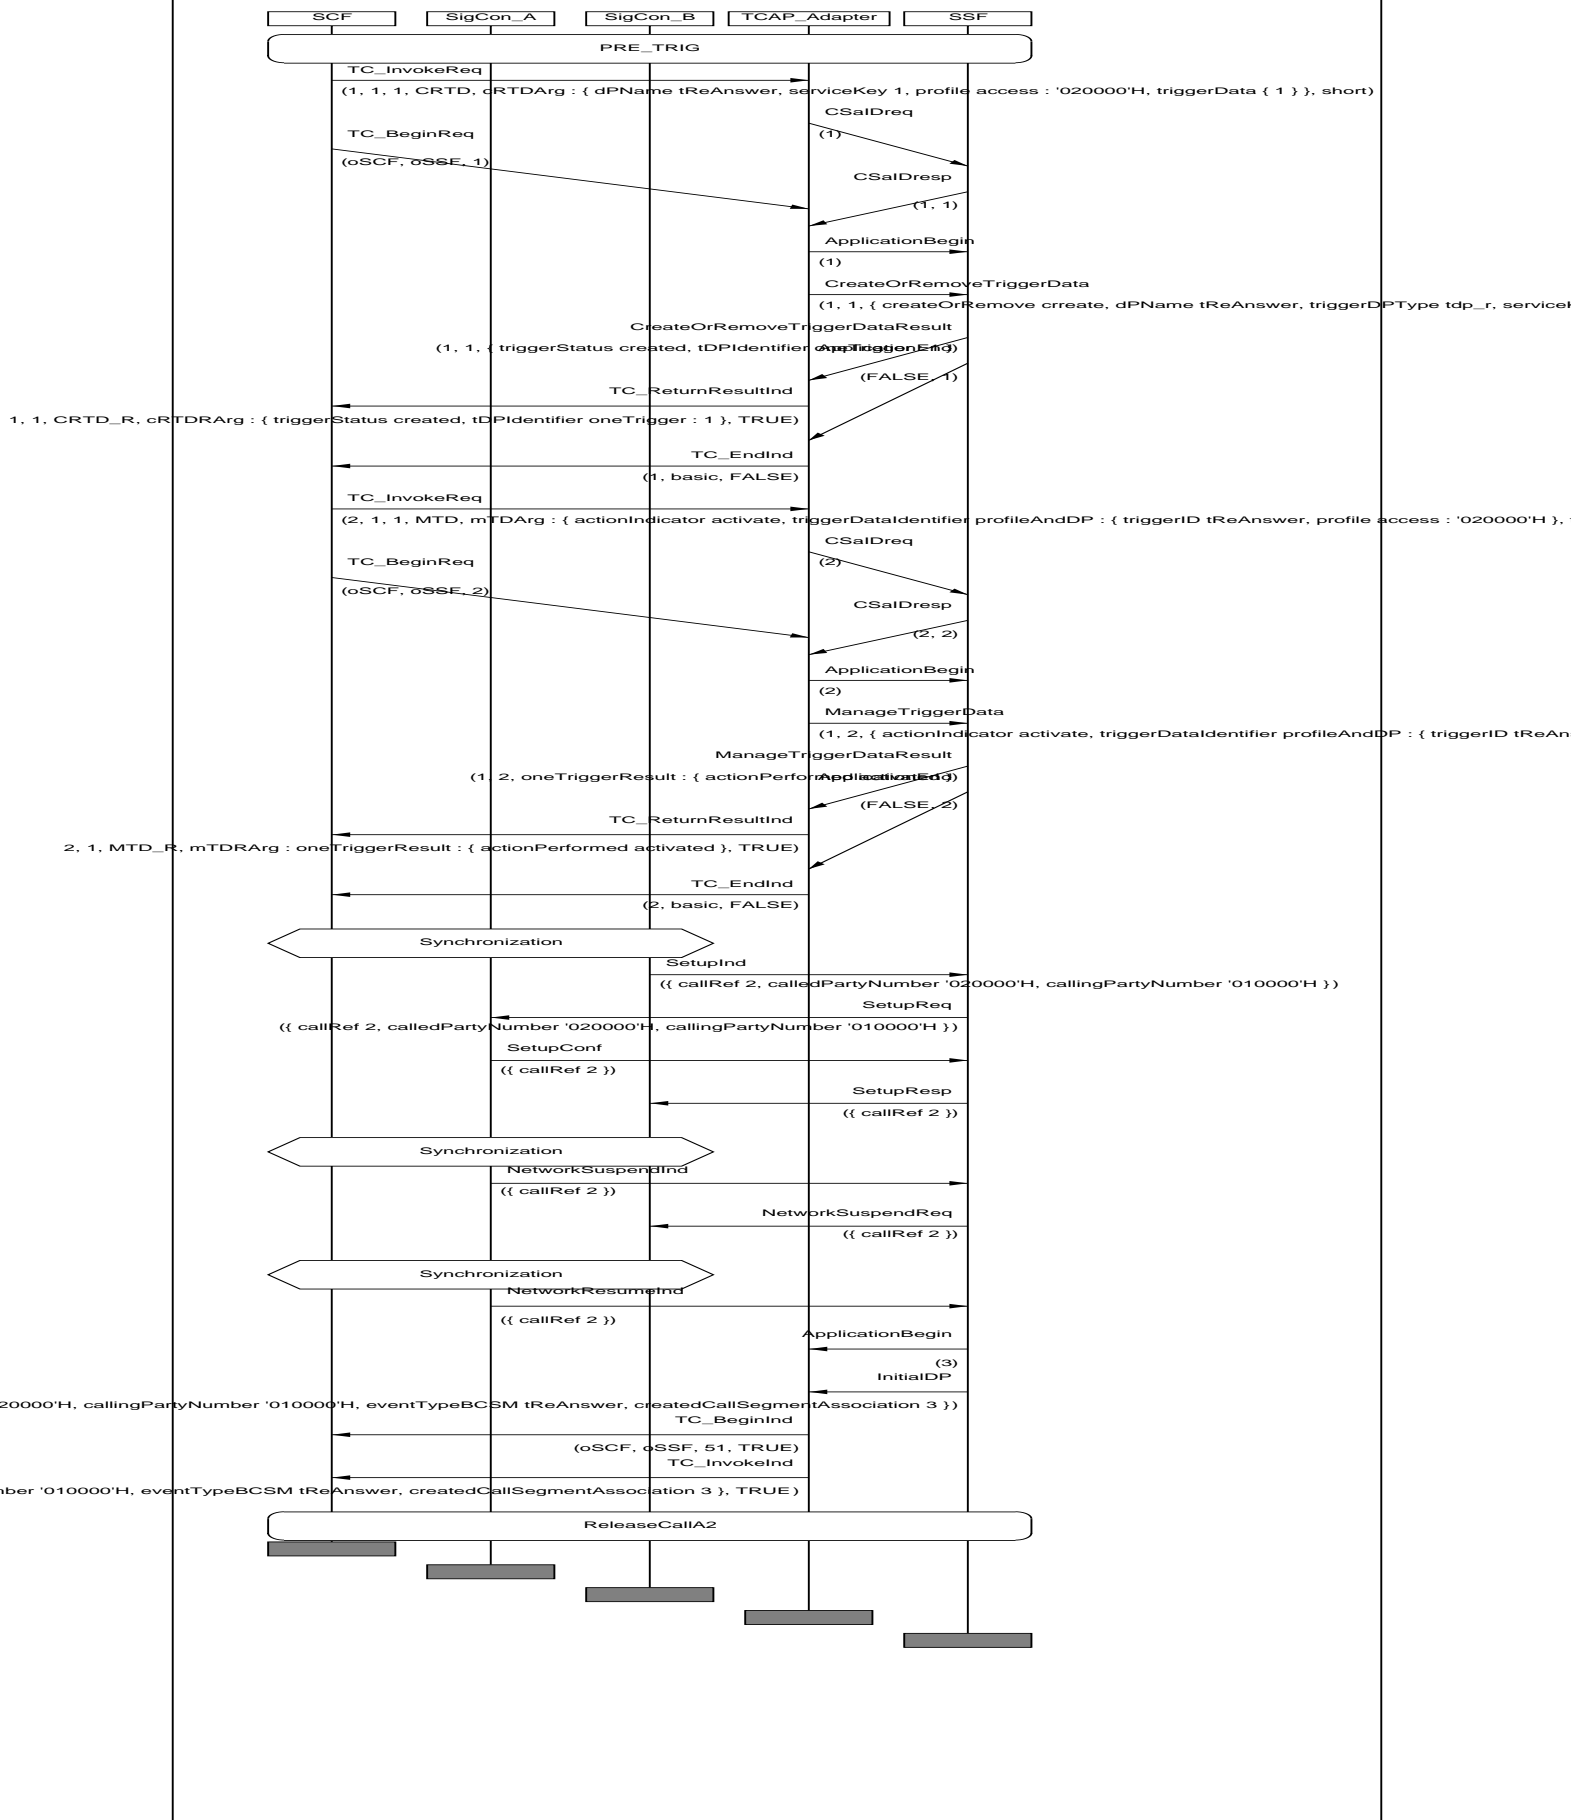 SCF SigCon_A SigCon_B TCAP_Adapter SSF
PRE_TRIG
TC_InvokeReq
(1, 1, 1, CRTD, cRTDArg : { dPName tReAnswer, serviceKey 1, profile access : '020000'H, triggerData { 1 } }, short)
CSaIDreq
TC_BeginReq
(1)
(oSCF, oSSF, 1)
CSaIDresp
(1, 1)
ApplicationBegin
(1)
CreateOrRemoveTriggerData
(1, 1, { createOrRemove crreate, dPName tReAnswer, triggerDPType tdp_r, servicek
CreateOrRemoveTriggerDataResult
(1, 1, { triggerStatus created, tDPIdentifier oneTrigger : 1 })
ApplicationEnd
(FALSE, 1)
TC_ReturnResultInd
1, 1, CRTD_R, cRTDRArg : { triggerStatus created, tDPIdentifier oneTrigger : 1 }, TRUE)
TC_EndInd
(1, basic, FALSE)
TC_InvokeReq
(2, 1, 1, MTD, mTDArg : { actionIndicator activate, triggerDataIdentifier profileAndDP : { triggerID tReAnswer, profile access : '020000'H },
CSaIDreq
TC_BeginReq
(2)
(oSCF, oSSF, 2)
CSaIDresp
(2, 2)
ApplicationBegin
(2)
ManageTriggerData
(1, 2, { actionIndicator activate, triggerDataIdentifier profileAndDP : { triggerID tReAn
ManageTriggerDataResult
(1, 2, oneTriggerResult : { actionPerformed activated })
ApplicationEnd
(FALSE, 2)
TC_ReturnResultInd
2, 1, MTD_R, mTDRArg : oneTriggerResult : { actionPerformed activated }, TRUE)
TC_EndInd
(2, basic, FALSE)
Synchronization
SetupInd
({ callRef 2, calledPartyNumber '020000'H, callingPartyNumber '010000'H })
SetupReq
({ callRef 2, calledPartyNumber '020000'H, callingPartyNumber '010000'H })
SetupConf
({ callRef 2 })
SetupResp
({ callRef 2 })
Synchronization
NetworkSuspendInd
({ callRef 2 })
NetworkSuspendReq
({ callRef 2 })
Synchronization
NetworkResumeInd
({ callRef 2 })
ApplicationBegin
(3)
InitialDP
20000'H, callingPartyNumber '010000'H, eventTypeBCSM tReAnswer, createdCallSegmentAssociation 3 })
TC_BeginInd
(oSCF, oSSF, 51, TRUE)
TC_InvokeInd
nber '010000'H, eventTypeBCSM tReAnswer, createdCallSegmentAssociation 3 }, TRUE)
ReleaseCallA2